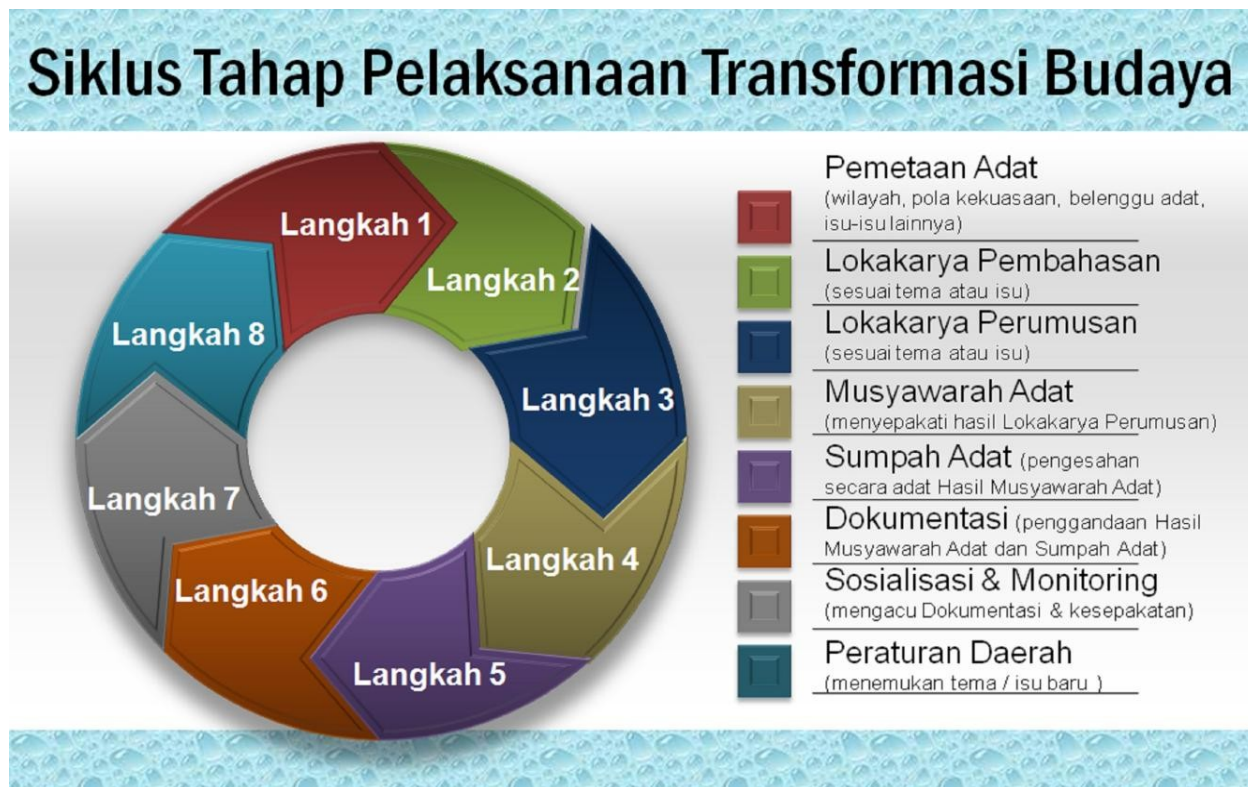 Siklus Tahap Pelaksanaan Transformasi Budaya
Langkah 1
Langkah 2
Langkah 3
Langkah 4
Langkah 5
Langkah 6
Langkah 7
Langkah 8
Pemetaan Adat
(wilayah, pola kekuasaan, belenggu adat,
isu-isu lainnya)
Lokakarya Pembahasan
(sesuai tema atau isu)
Lokakarya Perumusan
(sesuai tema atau isu)
Musyawarah Adat
(menyepakati hasil Lokakarya Perumusan)
Sumpah Adat (pengesahan
secara adat Hasil Musyawarah Adat)
Dokumentasi (penggandaan Hasil
Musyawarah Adat dan Sumpah Adat)
Sosialisasi & Monitoring
(mengacu Dokumentasi & kesepakatan)
Peraturan Daerah
(menemukan tema / isu baru )